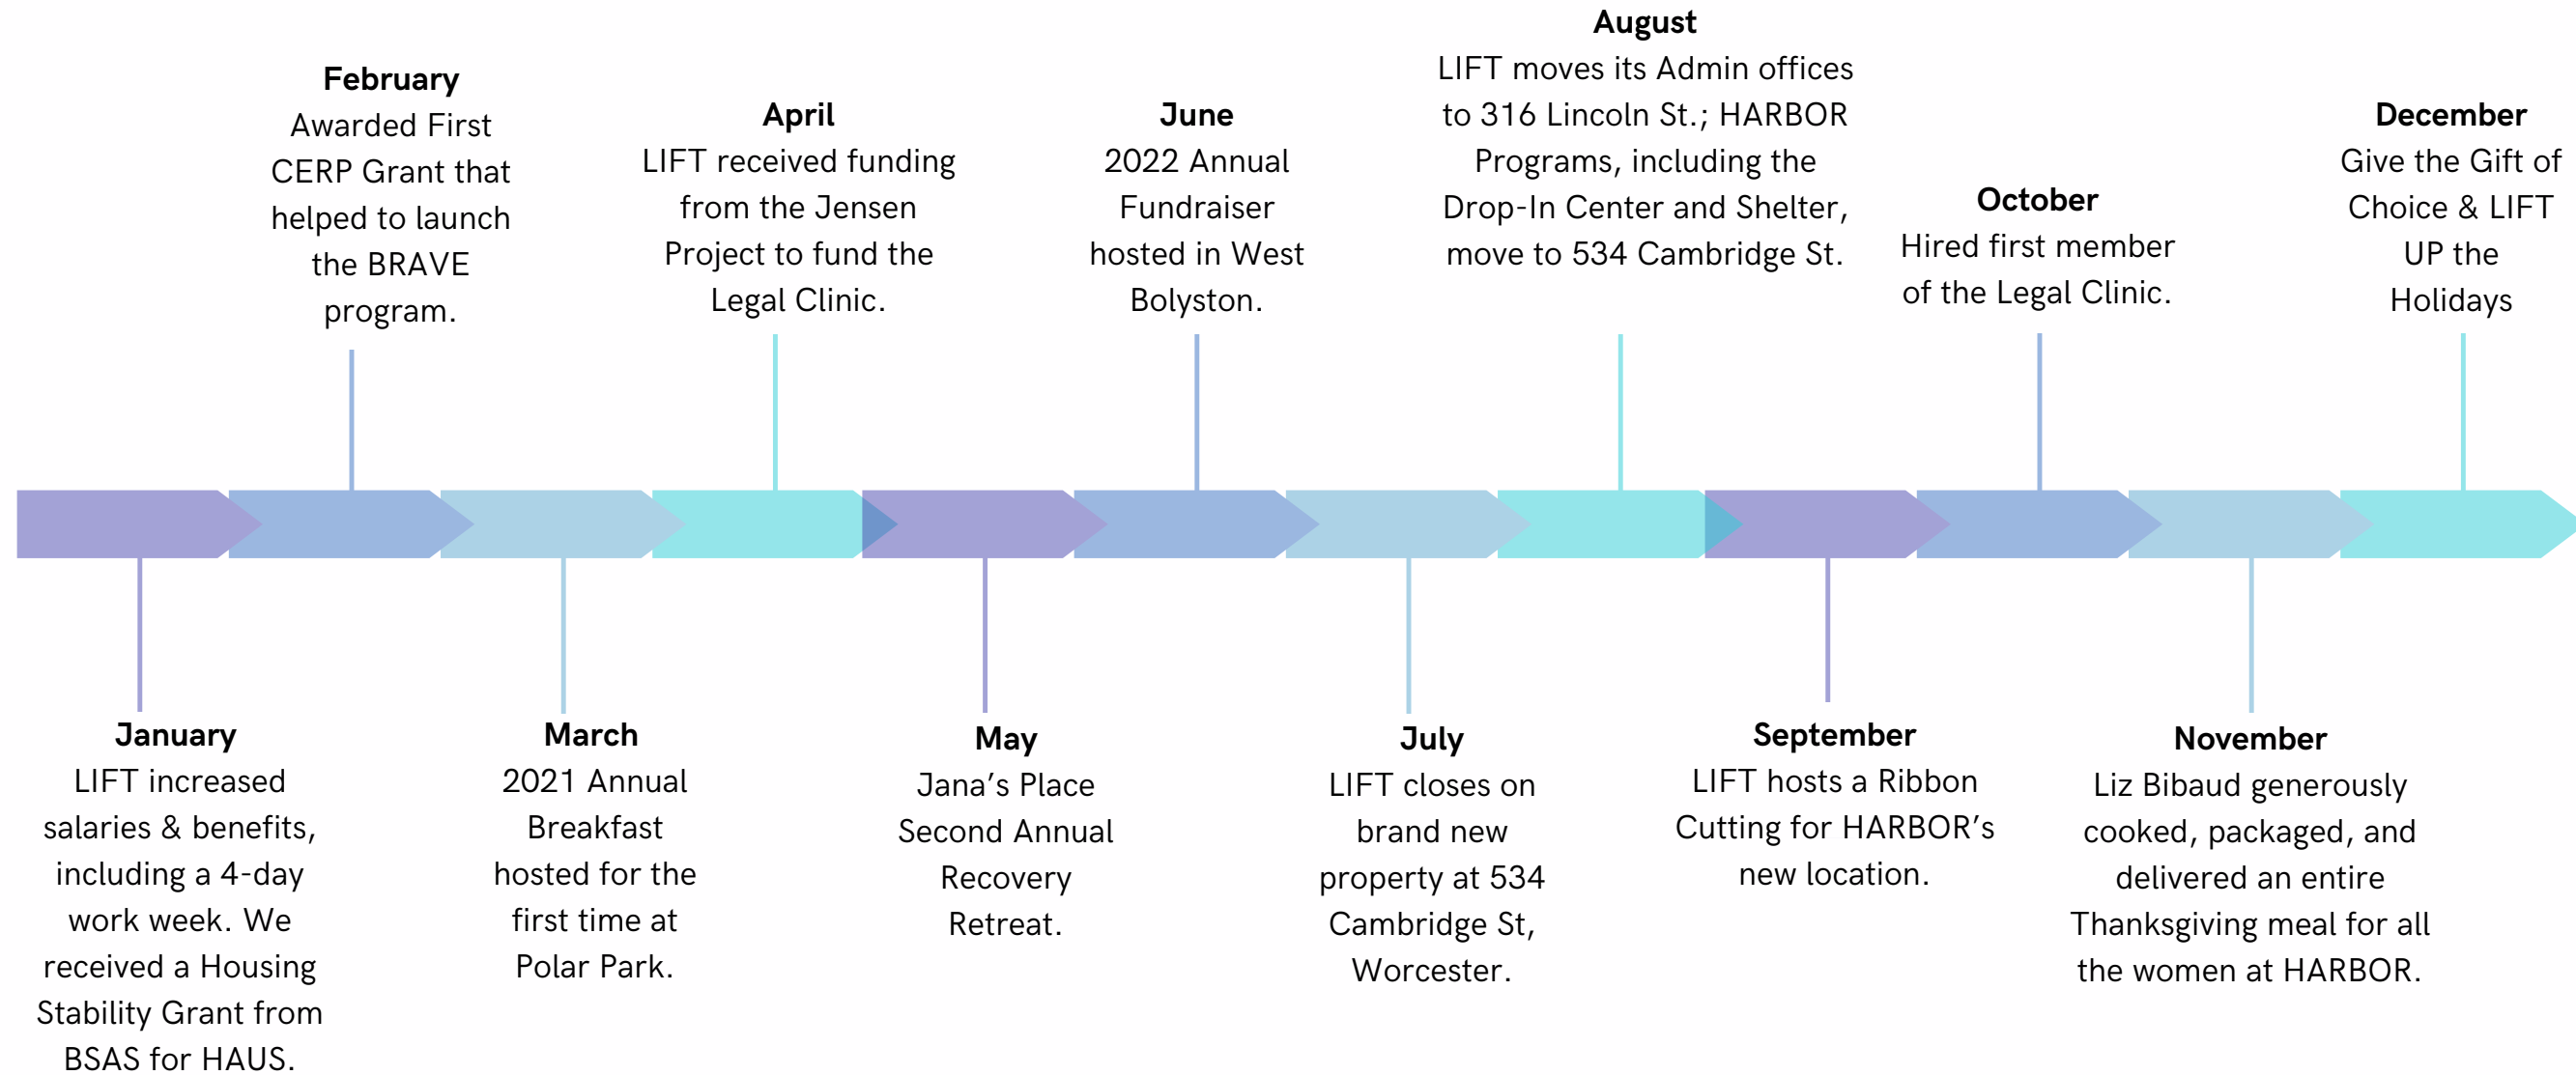 January
LIFT increased
salaries & benefits,
including a 4-day
work week. We
received a Housing
Stability Grant from
BSAS for HAUS.
February
Awarded First
CERP Grant that
helped to launch
the BRAVE
program.
March
2021 Annual
Breakfast
hosted for the
first time at
Polar Park.
April
LIFT received funding
from the Jensen
Project to fund the
Legal Clinic.
May
Jana’s Place
Second Annual
Recovery
Retreat.
June
2022 Annual
Fundraiser
hosted in West
Bolyston.
July
LIFT closes on
brand new
property at 534
Cambridge St,
Worcester.
August
LIFT moves its Admin offices
to 316 Lincoln St.; HARBOR
Programs, including the
Drop-In Center and Shelter,
move to 534 Cambridge St.
September
LIFT hosts a Ribbon
Cutting for HARBOR’s
new location.
October
Hired first member
of the Legal Clinic.
November
Liz Bibaud generously
cooked, packaged, and
delivered an entire
Thanksgiving meal for all
the women at HARBOR.
December
Give the Gift of
Choice & LIFT
UP the
Holidays